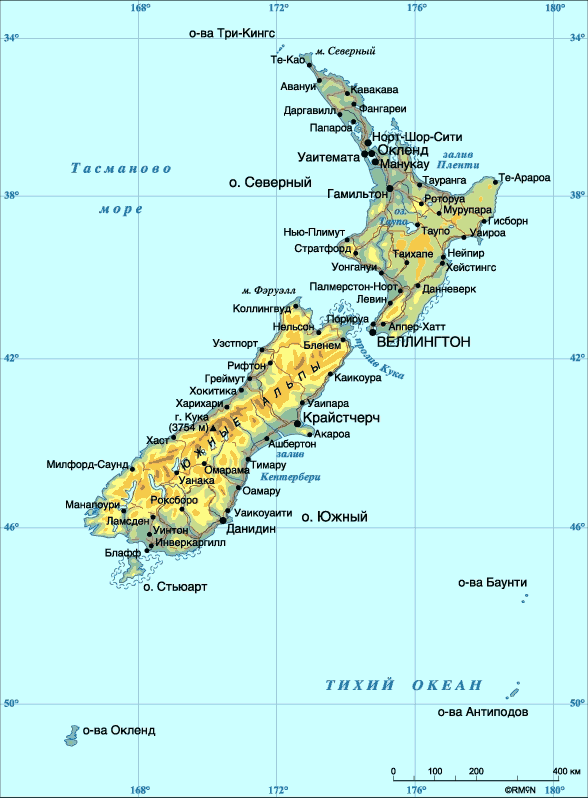 168°
172°
176°
180°
34°
34°
о-ва Три-Кингс
м. Северный
Те-Као
Авануи
Кавакава
Даргавилл
Фангареи
Папароа
Норт-Шор-Сити
Окленд
Уаитемата
Манукау
залив
Пленти
Тасманово
море
о. Северный
38°
38°
Тауранга
Те-Арароа
Гамильтон
Роторуа
Мурупара
оз.
Таупо
Гисборн
Таупо
Уаироа
Нью-Плимут
Стратфорд
Таихапе
Нейпир
Уонгануи
Хейстингс
м. Фэруэлл
Палмерстон-Норт
Данневерк
Левин
Коллингвуд
Порируа
Нельсон
Аппер-Хатт
Бленем
ВЕЛЛИНГТОН
Уэстпорт
пролив Кука
42°
42°
Рифтон
Греймут
Каикоура
Хокитика
Харихари
Уаипара
г. Кука
(3754 м)
ЮЖНЫЕ АЛЬПЫ
Крайстчерч
Хаст
Акароа
Ашбертон
залив
Кентербери
Милфорд-Саунд
Тимару
Омарама
Уанака
Роксборо
Оамару
Манапоури
Ламсден
Уаикоуаити
о. Южный
46°
46°
Уинтон
Данидин
Инверкаргилл
Блафф
о. Стьюарт
о-ва Баунти
ТИХИЙ ОКЕАН
50°
50°
о-ва Антиподов
о-ва Окленд
0 100 200 400 км
©RMCN
168°
172°
176°
180°